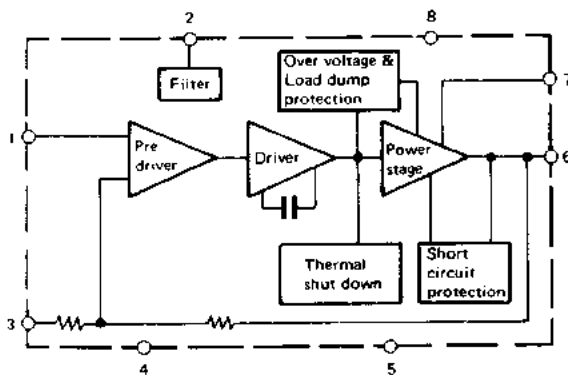 2
8
Filter
Over voltage &
Load dump
protection
7
1
Pre
driver
Driver
Power
stage
6
Thermal
shut down
Short
circuit
protection
3
4
5